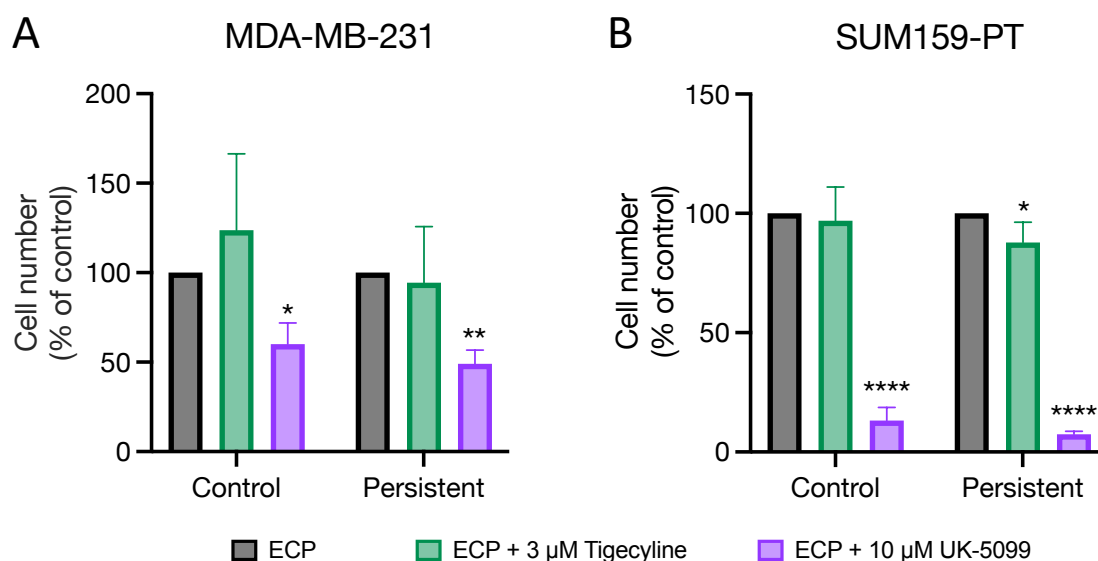 A
MDA-MB-231
Cell number
(% of control)
200
150
100
50
0
*
**
Control
Persistent
B
SUM159-PT
Cell number
(% of control)
150
100
50
0
****
*
****
Control
Persistent
ECP
ECP + 3 µM Tigecyline
ECP + 10 µM UK-5099